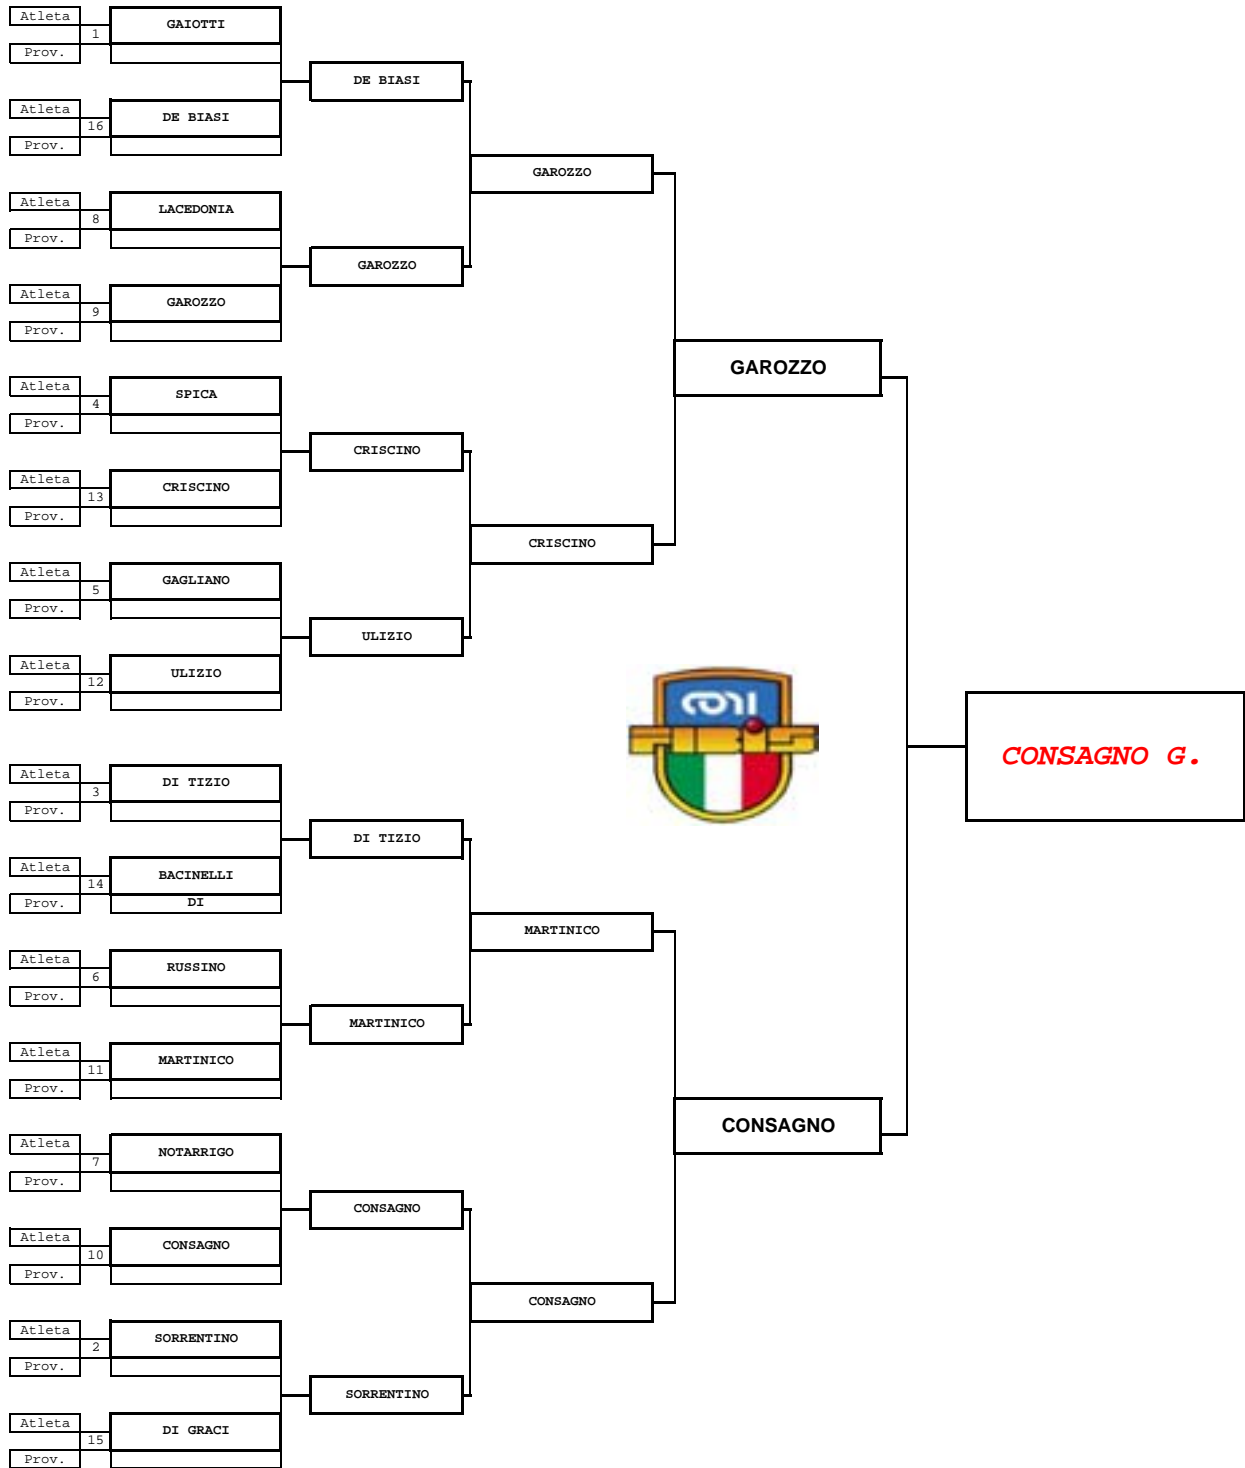 Atleta
1
GAIOTTI
Prov.
DE BIASI
Atleta
16
DE BIASI
Prov.
GAROZZO
Atleta
8
LACEDONIA
Prov.
GAROZZO
Atleta
9
GAROZZO
Prov.
GAROZZO
Atleta
4
SPICA
Prov.
CRISCINO
Atleta
13
CRISCINO
Prov.
CRISCINO
Atleta
5
GAGLIANO
Prov.
ULIZIO
Atleta
12
ULIZIO
Prov.
CONI
FIBiS
CONSAGNO G.
Atleta
3
DI TIZIO
Prov.
DI TIZIO
Atleta
14
BACINELLI
Prov.
DI
MARTINICO
Atleta
6
RUSSINO
Prov.
MARTINICO
Atleta
11
MARTINICO
Prov.
CONSAGNO
Atleta
7
NOTARRIGO
Prov.
CONSAGNO
Atleta
10
CONSAGNO
Prov.
CONSAGNO
Atleta
2
SORRENTINO
Prov.
SORRENTINO
Atleta
15
DI GRACI
Prov.